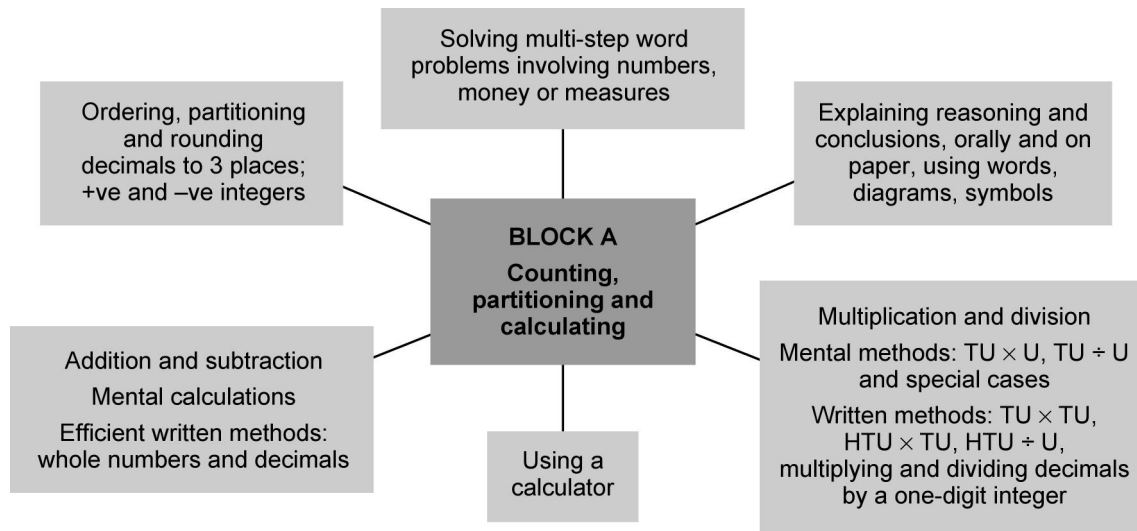 Solving multi-step word
problems involving numbers,
money or measures
Ordering, partitioning
and rounding
decimals to 3 places;
+ve and –ve integers
Explaining reasoning and
conclusions, orally and on
paper, using words,
diagrams, symbols
BLOCK A
Counting,
partitioning and
calculating
Addition and subtraction
Mental calculations
Efficient written methods:
whole numbers and decimals
Using a
calculator
Multiplication and division
Mental methods: TU × U, TU ÷ U
and special cases
Written methods: TU × TU,
HTU × TU, HTU ÷ U,
multiplying and dividing decimals
by a one-digit integer